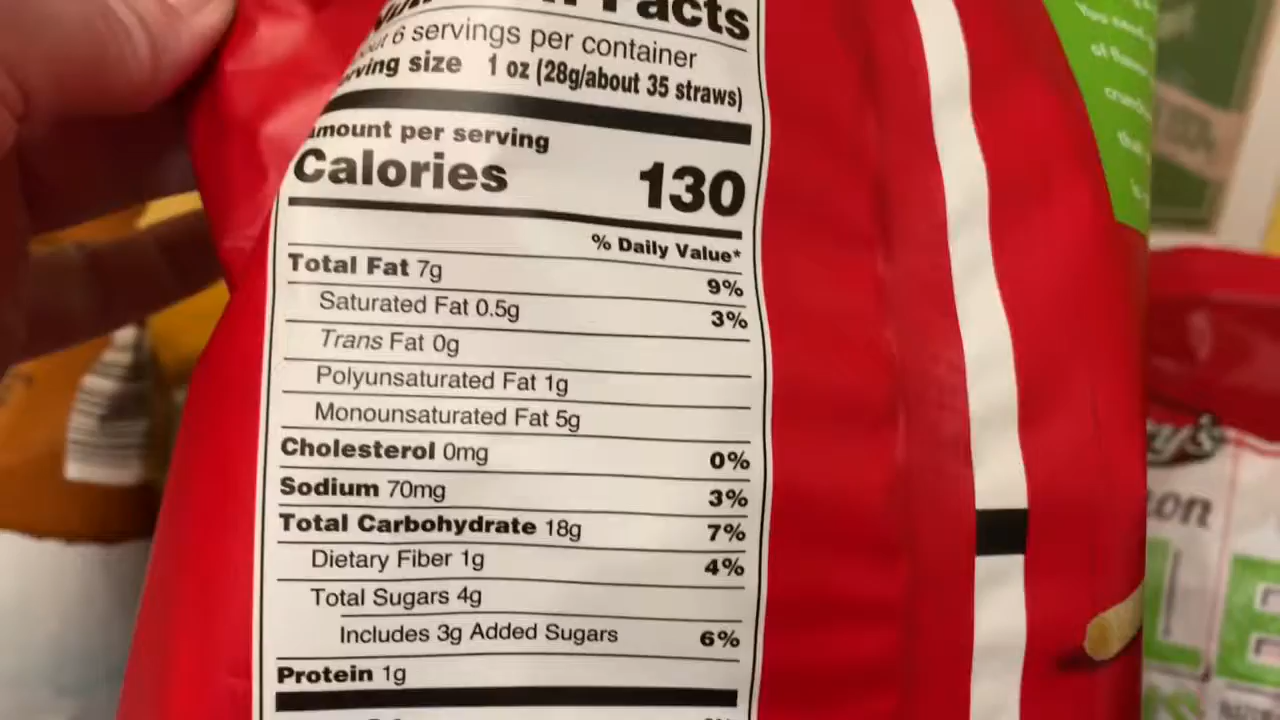 Facts
6 servings per container
serving size 1 oz (28g/about 35 straws)
Amount per serving
Calories 130
% Daily Value*
Total Fat 7g 9%
Saturated Fat 0.5g 3%
Trans Fat 0g
Polyunsaturated Fat 1g
Monounsaturated Fat 5g
Cholesterol 0mg 0%
Sodium 70mg 3%
Total Carbohydrate 18g 7%
Dietary Fiber 1g 4%
Total Sugars 4g
Includes 3g Added Sugars 6%
Protein 1g